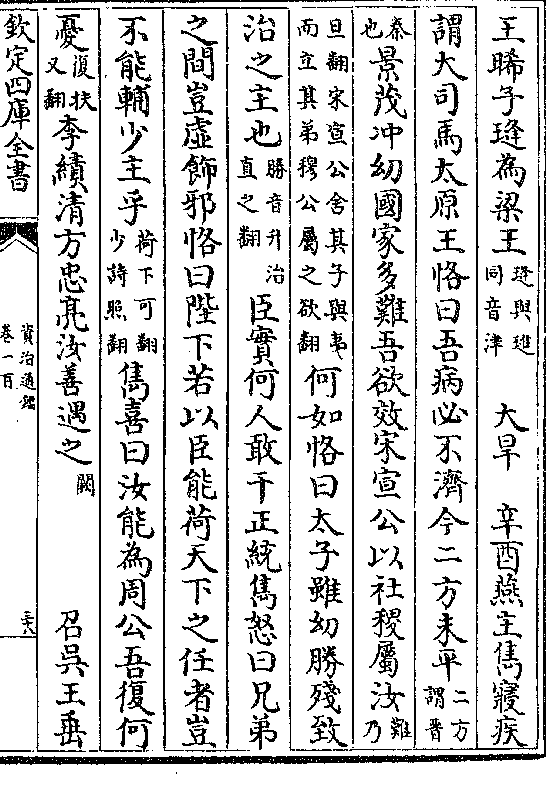 王晞子㻸為梁王㻸與璡同音津　大旱　辛酉燕主雋寢疾
謂大司馬太原王恪曰吾病必不濟今二方未平二方謂晉
秦也景茂冲幼國家多難吾欲效宋宣公以社稷屬汝難乃
旦翻宋宣公舍其子與夷而立其弟穆公屬之欲翻何如恪曰太子雖幼勝殘致
治之主也勝音升治直之翻臣實何人敢干正統雋怒曰兄弟
之間豈虛飾邪恪曰陛下若以臣能荷天下之任者豈
不能輔少主乎荷下可翻少詩照翻雋喜曰汝能為周公吾復何
憂復扶又翻李績清方忠亮汝善遇之闕　召吳王垂
欽定四庫全書
資治通鑑
卷一百